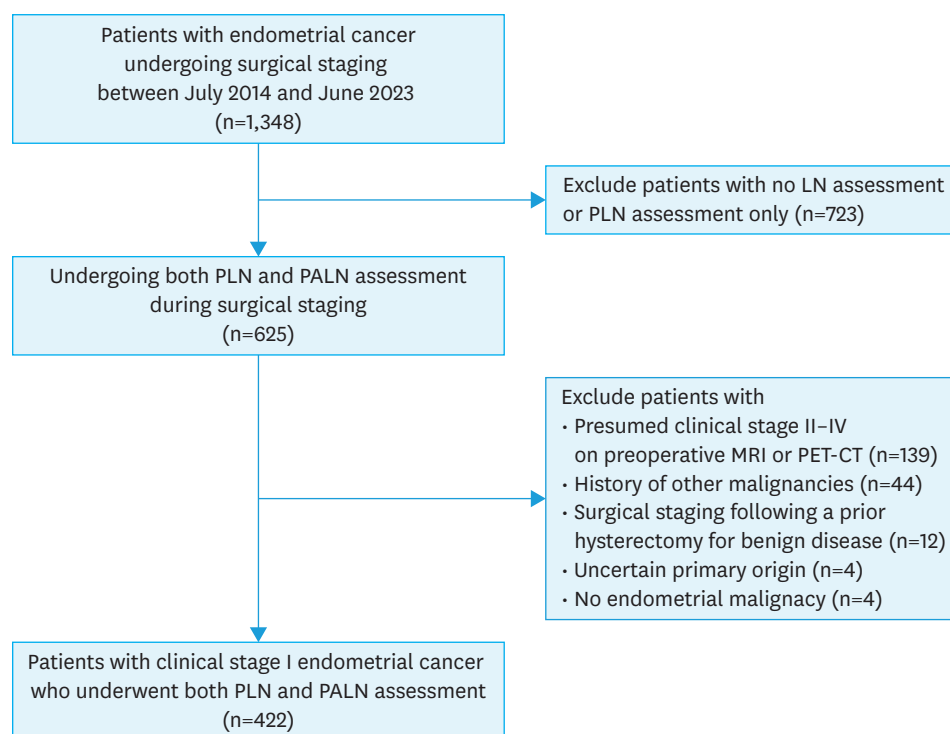 Patients with endometrial cancer
undergoing surgical staging
between July 2014 and June 2023
(n=1,348)
Exclude patients with no LN assessment
or PLN assessment only (n=723)
Undergoing both PLN and PALN assessment
during surgical staging
(n=625)
Exclude patients with
· Presumed clinical stage II–IV
on preoperative MRI or PET-CT (n=139)
· History of other malignancies (n=44)
· Surgical staging following a prior
hysterectomy for benign disease (n=12)
· Uncertain primary origin (n=4)
· No endometrial malignacy (n=4)
Patients with clinical stage I endometrial cancer
who underwent both PLN and PALN assessment
(n=422)